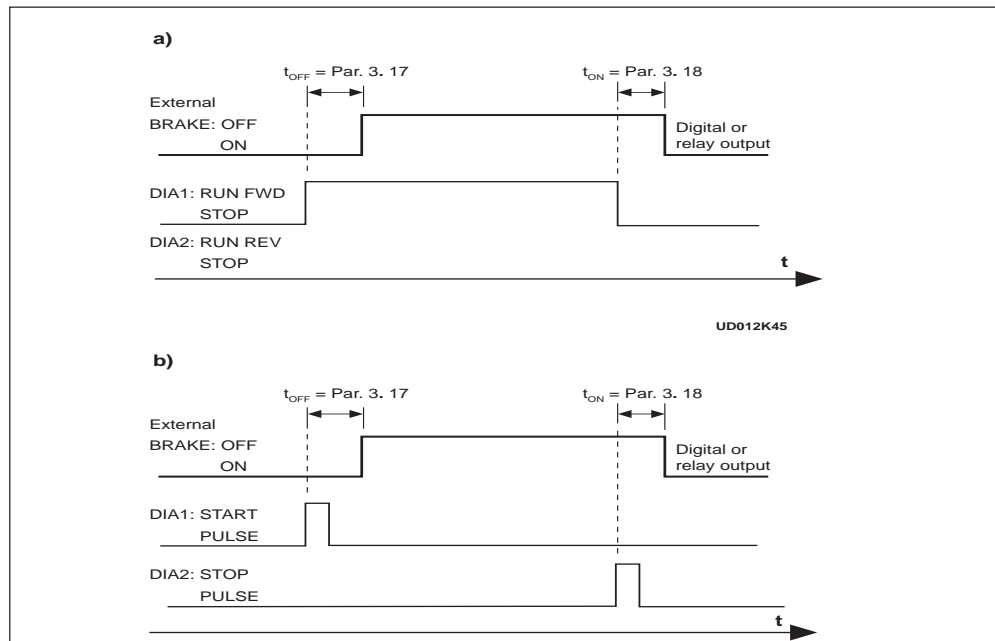 a)
tOFF = Par. 3. 17
tON = Par. 3. 18
External
BRAKE: OFF
ON
Digital or
relay output
DIA1: RUN FWD
STOP
DIA2: RUN REV
STOP
t
UD012K45
b)
tOFF = Par. 3. 17
tON = Par. 3. 18
External
BRAKE: OFF
ON
Digital or
relay output
DIA1: START
PULSE
DIA2: STOP
PULSE
t